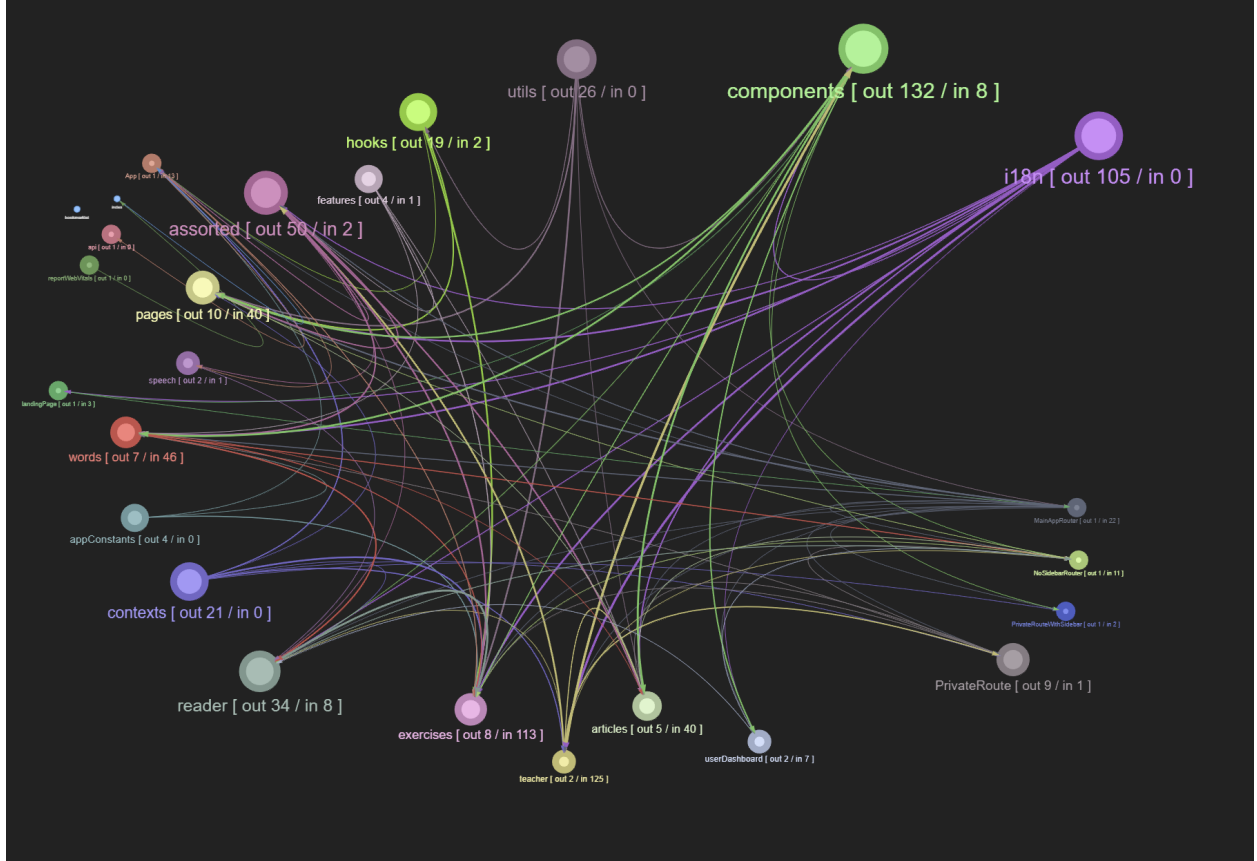 components [ out 132 / in 8 ]
utils [ out 26 / in 0 ]
hooks [ out 19 / in 2 ]
i18n [ out 105 / in 0 ]
App [ out 1 / in 13 ]
features [ out 4 / in 1 ]
assorted [ out 50 / in 2 ]
api [ out 1 / in 0 ]
reportWebVitals [ out 1 / in 0 ]
pages [ out 10 / in 40 ]
speech [ out 2 / in 1 ]
landingPage [ out 1 / in 3 ]
words [ out 7 / in 46 ]
MainAppRouter [ out 1 / in 22 ]
appConstants [ out 4 / in 0 ]
NoSidebarRouter [ out 1 / in 11 ]
contexts [ out 21 / in 0 ]
PrivateRouteWithSidebar [ out 1 / in 2 ]
PrivateRoute [ out 9 / in 1 ]
reader [ out 34 / in 8 ]
articles [ out 5 / in 40 ]
exercises [ out 8 / in 113 ]
userDashboard [ out 2 / in 7 ]
teacher [ out 2 / in 125 ]